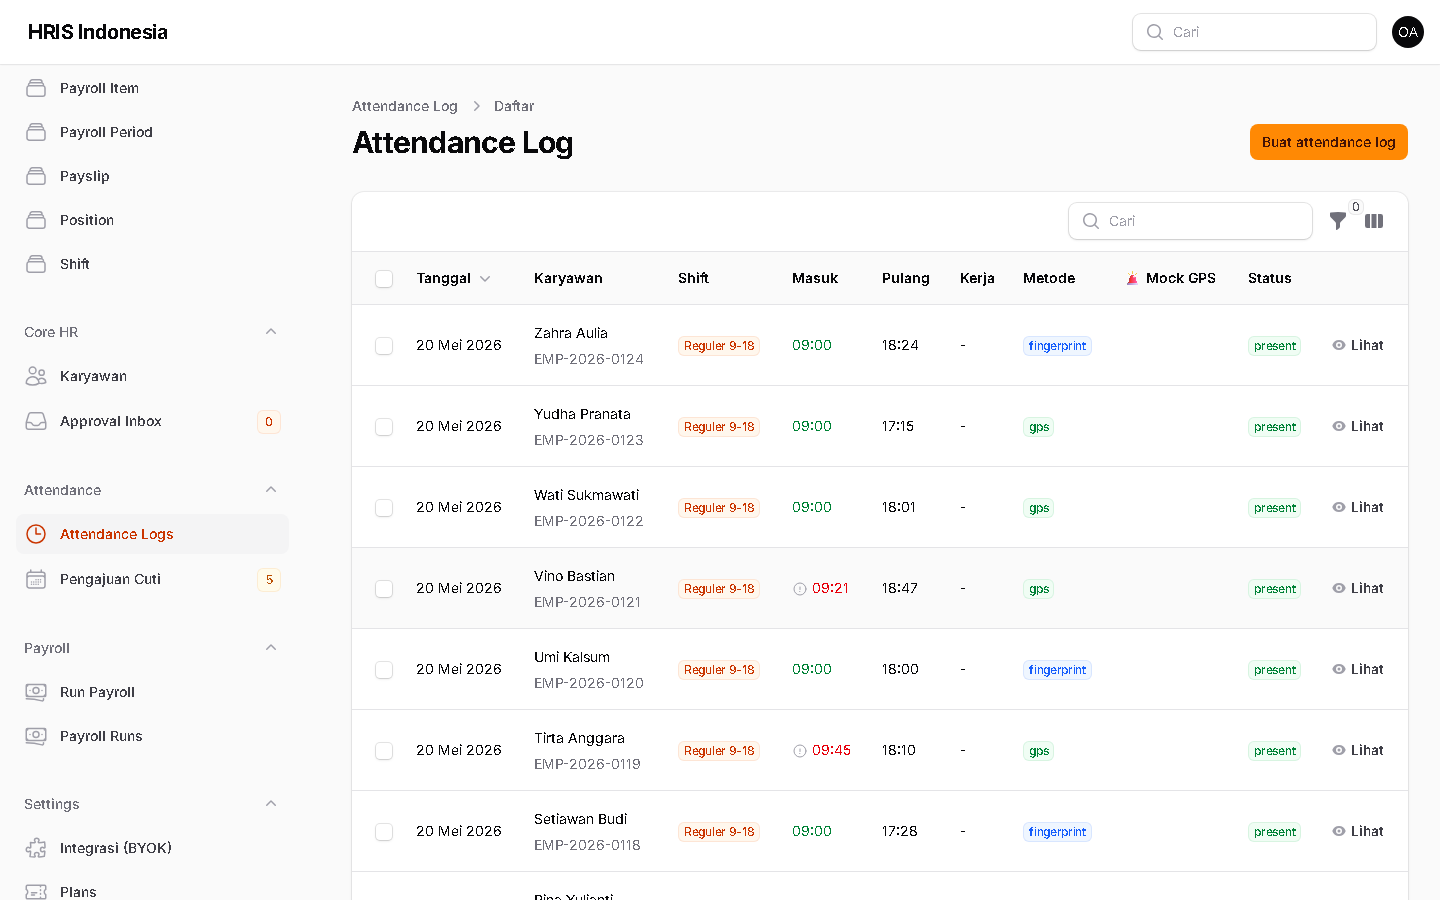 HRIS Indonesia
Cari
OA
Payroll Item
Payroll Period
Payslip
Position
Shift
Core HR
Karyawan
Approval Inbox 0
Attendance
Attendance Logs
Pengajuan Cuti 5
Payroll
Run Payroll
Payroll Runs
Settings
Integrasi (BYOK)
Plans
Attendance Log > Daftar
Attendance Log
Buat attendance log
Cari
0
Tanggal Karyawan Shift Masuk Pulang Kerja Metode 🚨 Mock GPS Status
20 Mei 2026 Zahra Aulia Reguler 9-18 09:00 18:24 - fingerprint present Lihat
EMP-2026-0124
20 Mei 2026 Yudha Pranata Reguler 9-18 09:00 17:15 - gps present Lihat
EMP-2026-0123
20 Mei 2026 Wati Sukmawati Reguler 9-18 09:00 18:01 - gps present Lihat
EMP-2026-0122
20 Mei 2026 Vino Bastian Reguler 9-18 09:21 18:47 - gps present Lihat
EMP-2026-0121
20 Mei 2026 Umi Kalsum Reguler 9-18 09:00 18:00 - fingerprint present Lihat
EMP-2026-0120
20 Mei 2026 Tirta Anggara Reguler 9-18 09:45 18:10 - gps present Lihat
EMP-2026-0119
20 Mei 2026 Setiawan Budi Reguler 9-18 09:00 17:28 - fingerprint present Lihat
EMP-2026-0118